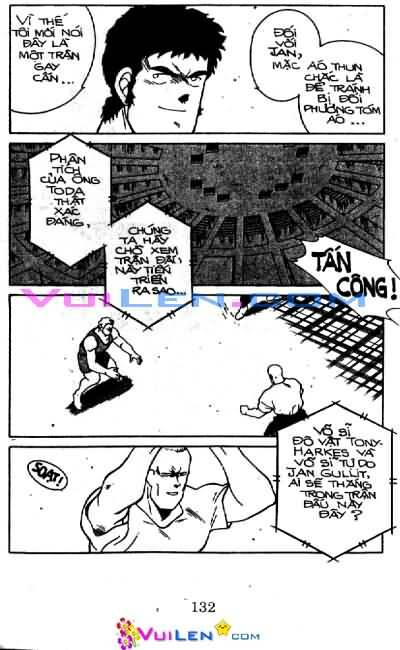 ĐỐI
VỚI
JAN,
MẶC ÁO THUN
CHẮC LÀ
ĐỂ TRÁNH
BỊ ĐỐI
PHƯƠNG TÓM
ÁO...
VÌ THẾ
TÔI MỚI NÓI
ĐÂY LÀ
MỘT TRẬN
GAY
CẤN...
PHÂN
TÍCH
CỦA ÔNG
TODA
THẬT
XÁC
ĐÁNG,
CHÚNG
TA HÃY
CHỜ XEM
TRẬN ĐẤU
NÀY TIẾN
TRIỂN
RA SAO...
TẤN
CÔNG!
VUILEN.COM
VÕ SĨ
ĐÔ VẬT TONY-
HARKES VÀ
VÕ SĨ TỰ DO
JAN GULLIT,
AI SẼ THẮNG
TRONG TRẬN
ĐẤU NÀY
ĐÂY?
SOẠT!
132
VUILEN.COM